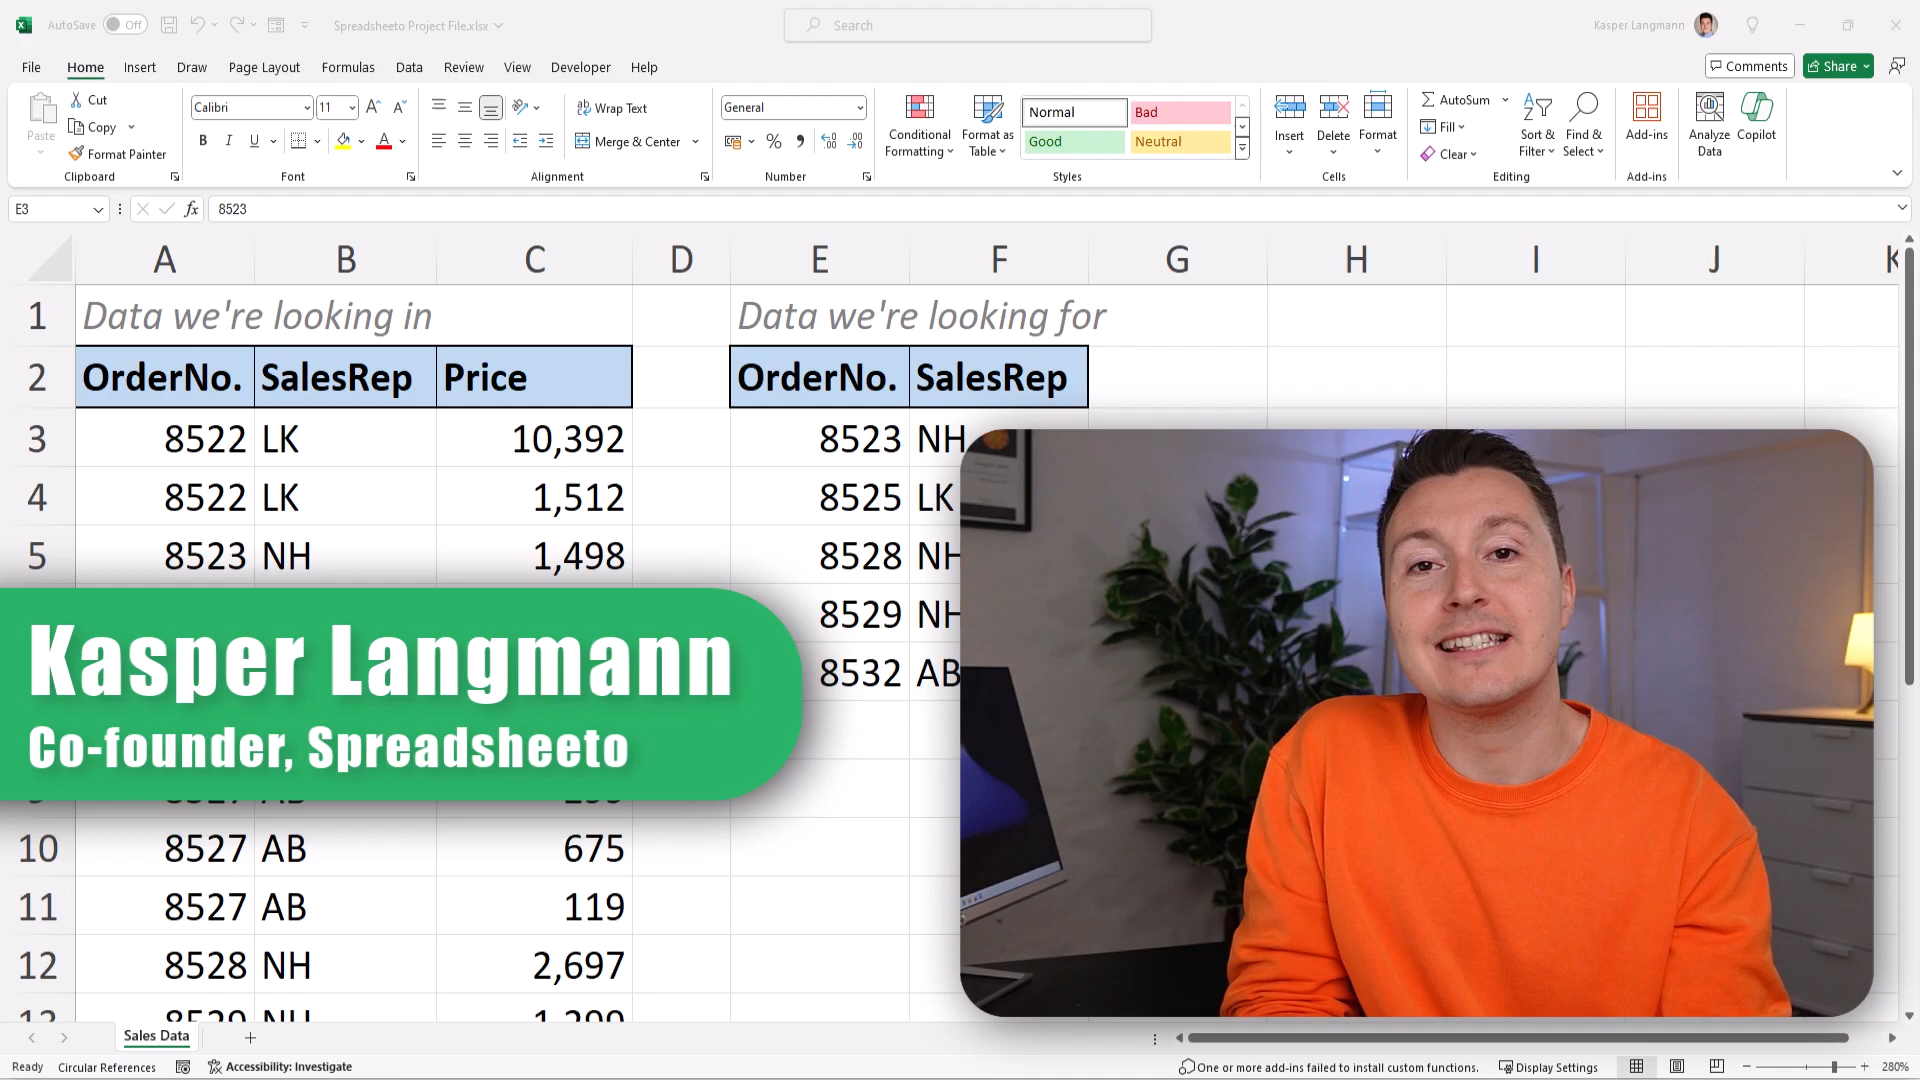 AutoSave Off Spreadsheeto Project File.xlsx Search Kasper Langmann
File Home Insert Draw Page Layout Formulas Data Review View Developer Help Comments Share
Paste
Cut
Copy
Format Painter
Clipboard
Calibri 11
B I U
Font
Wrap Text
Merge & Center
Alignment
General
Number
Conditional Formatting
Format as Table
Normal Bad
Good Neutral
Styles
Insert Delete Format
Cells
AutoSum
Fill
Clear
Sort & Filter
Find & Select
Editing
Add-ins
Add-ins
Analyze Data
Copilot
E3 fx 8523
A B C D E F G H I J K
1 Data we're looking in Data we're looking for
2 OrderNo. SalesRep Price OrderNo. SalesRep
3 8522 LK 10,392 8523 NH
4 8522 LK 1,512 8525 LK
5 8523 NH 1,498 8528 NH
8529 NH
8532 AB
Kasper Langmann
Co-founder, Spreadsheeto
10 8527 AB 675
11 8527 AB 119
12 8528 NH 2,697
Sales Data
Ready Circular References Accessibility: Investigate One or more add-ins failed to install custom functions. Display Settings 280%